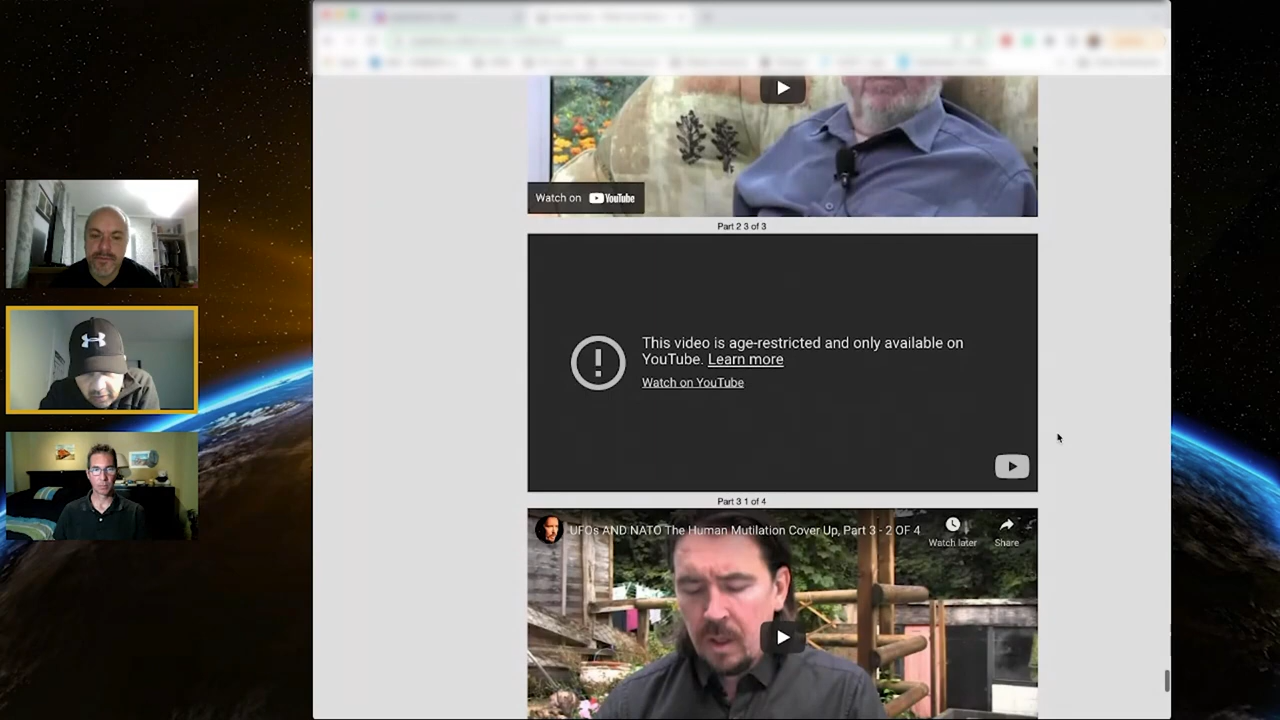 Watch on YouTube
Part 2 3 of 3
This video is age-restricted and only available on
YouTube. Learn more
Watch on YouTube
Part 3 1 of 4
UFOs AND NATO The Human Mutilation Cover Up, Part 3 - 2 OF 4
Watch later
Share